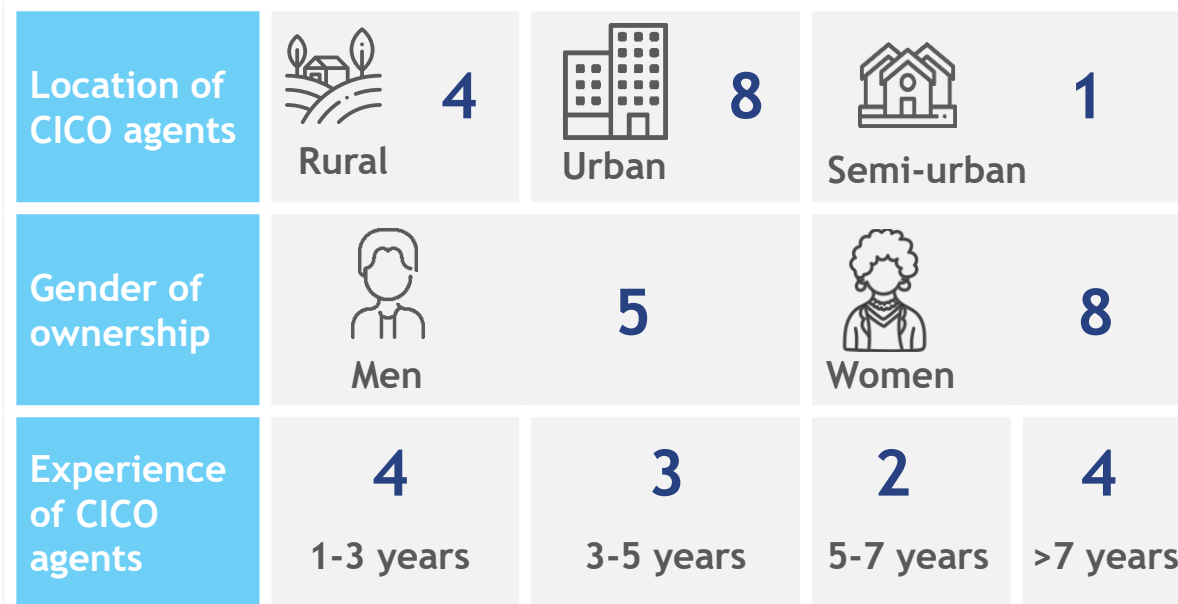 Location of
CICO agents
4
Rural
8
Urban
1
Semi-urban
Gender of
ownership
5
Men
8
Women
Experience
of CICO
agents
4
1-3 years
3
3-5 years
2
5-7 years
4
>7 years